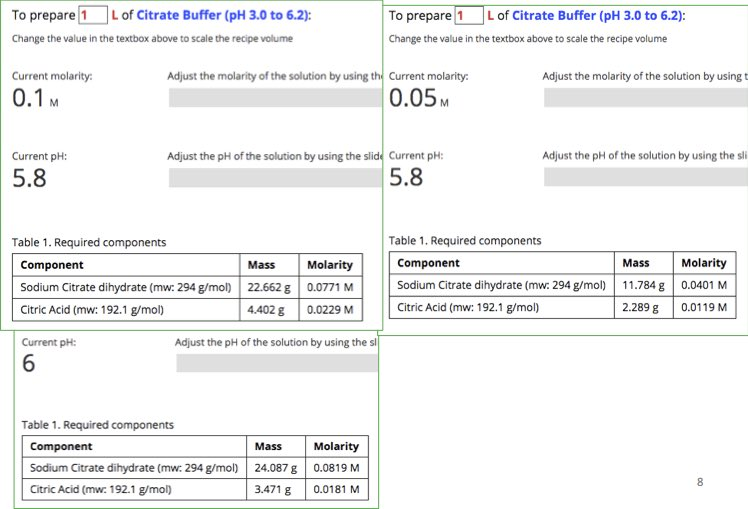 To prepare 1 L of Citrate Buffer (pH 3.0 to 6.2):
Change the value in the textbox above to scale the recipe volume
Current molarity:
Adjust the molarity of the solution by using
0.1 M
Current pH:
Adjust the pH of the solution by using the
5.8
Table 1. Required components
Component Mass Molarity
Sodium Citrate dihydrate (mw: 294 g/mol) 22.662 g 0.0771 M
Citric Acid (mw: 192.1 g/mol) 4.402 g 0.0229 M
To prepare 1 L of Citrate Buffer (pH 3.0 to 6.2):
Change the value in the textbox above to scale the recipe volume
Current molarity:
Adjust the molarity of the solution by using
0.05 M
Current pH:
Adjust the pH of the solution by using the
5.8
Table 1. Required components
Component Mass Molarity
Sodium Citrate dihydrate (mw: 294 g/mol) 11.784 g 0.0401 M
Citric Acid (mw: 192.1 g/mol) 2.289 g 0.0119 M
Current pH:
Adjust the pH of the solution by using the
6
Table 1. Required components
Component Mass Molarity
Sodium Citrate dihydrate (mw: 294 g/mol) 24.087 g 0.0819 M
Citric Acid (mw: 192.1 g/mol) 3.471 g 0.0181 M
8